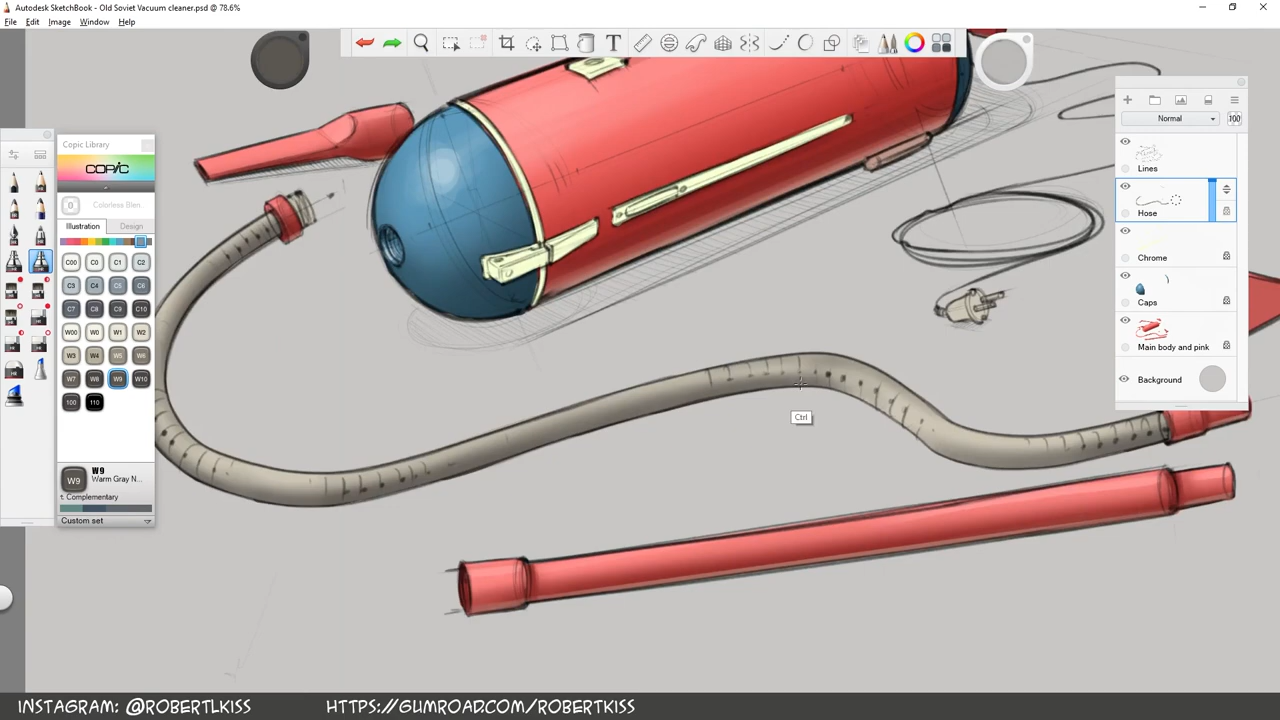 Autodesk SketchBook - Old Soviet Vacuum cleaner.psd @ 78.6%
File Edit Image Window Help
Copic Library
COPIC
0 Colorless Blen...
Illustration Design
C00 C0 C1 C2
C3 C4 C5 C6
C7 C8 C9 C10
W00 W0 W1 W2
W3 W4 W5 W6
W7 W8 W9 W10
100 110
W9
W9 Warm Gray N...
1. Complementary
Custom set
Normal 100
Lines
Hose
Chrome
Caps
Main body and pink
Background
Ctrl
INSTAGRAM: @ROBERTLKISS HTTPS://GUMROAD.COM/ROBERTKISS